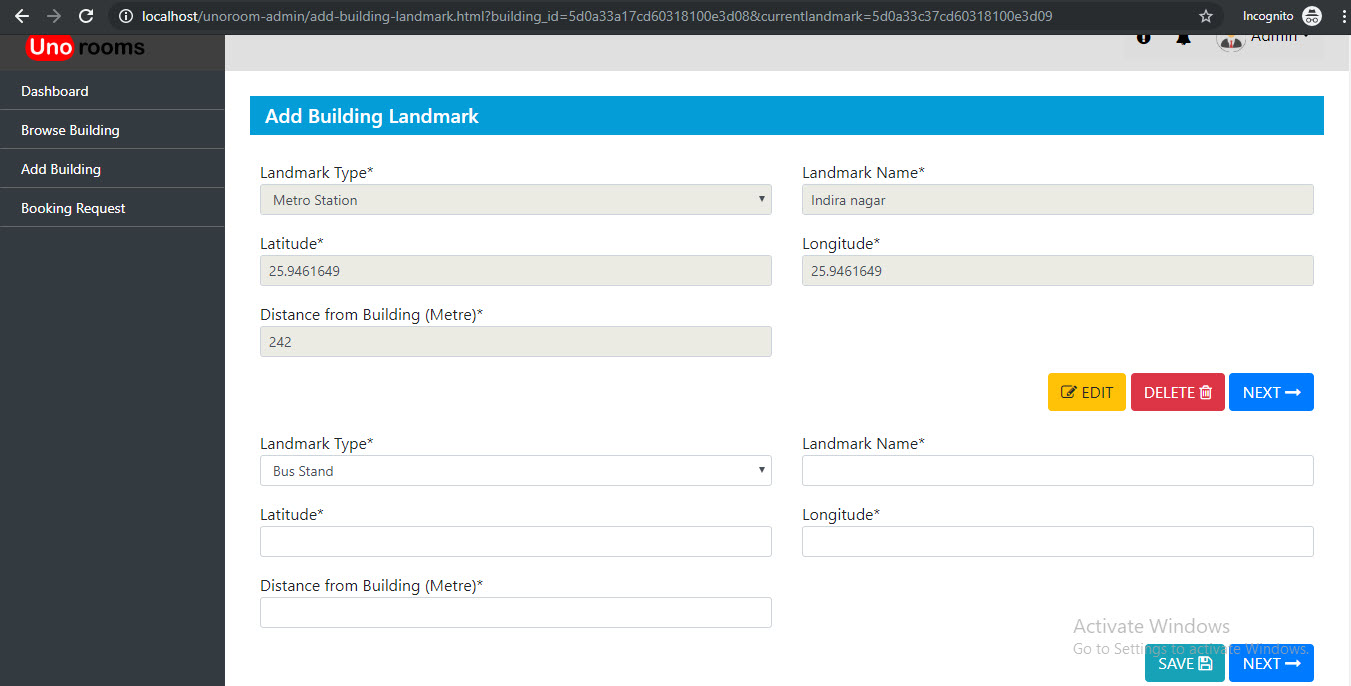 localhost/unoroom-admin/add-building-landmark.html?building_id=5d0a33a17cd60318100e3d08&currentlandmark=5d0a33c37cd60318100e3d09 Incognito
Uno rooms
Admin
Dashboard
Browse Building
Add Building
Booking Request
Add Building Landmark
Landmark Type* Landmark Name*
Metro Station Indira nagar
Latitude* Longitude*
25.9461649 25.9461649
Distance from Building (Metre)*
242
EDIT DELETE NEXT
Landmark Type* Landmark Name*
Bus Stand
Latitude* Longitude*
Distance from Building (Metre)*
Activate Windows
Go to Settings to activate Windows.
SAVE NEXT